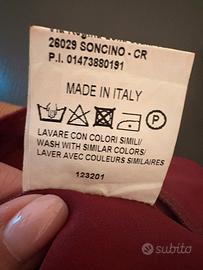 26029 SONCINO - CR
P.I. 01473880191
MADE IN ITALY
P
LAVARE CON COLORI SIMILI/
WASH WITH SIMILAR COLORS/
LAVER AVEC COULEURS SIMILAIRES
123201
subito